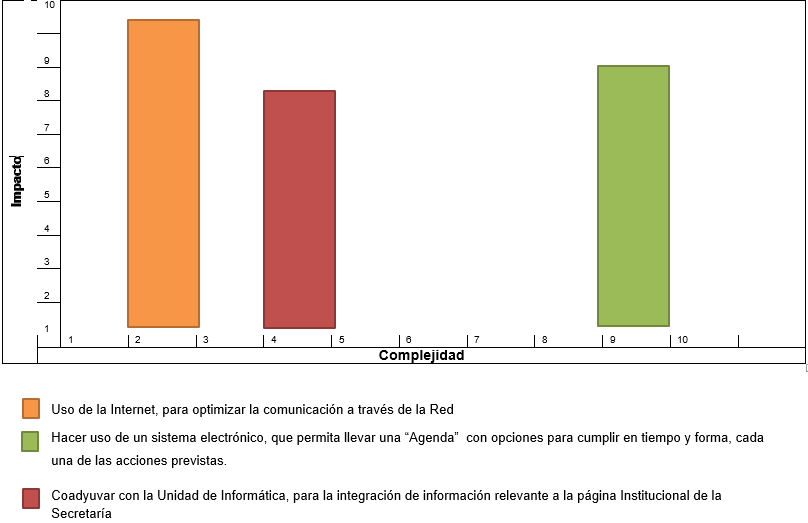 10
9
8
7
6
5
4
3
2
1
Impacto
1 2 3 4 5 6 7 8 9 10
Complejidad
Uso de la Internet, para optimizar la comunicación a través de la Red
Hacer uso de un sistema electrónico, que permita llevar una “Agenda” con opciones para cumplir en tiempo y forma, cada
una de las acciones previstas.
Coadyuvar con la Unidad de Informática, para la integración de información relevante a la página Institucional de la
Secretaría